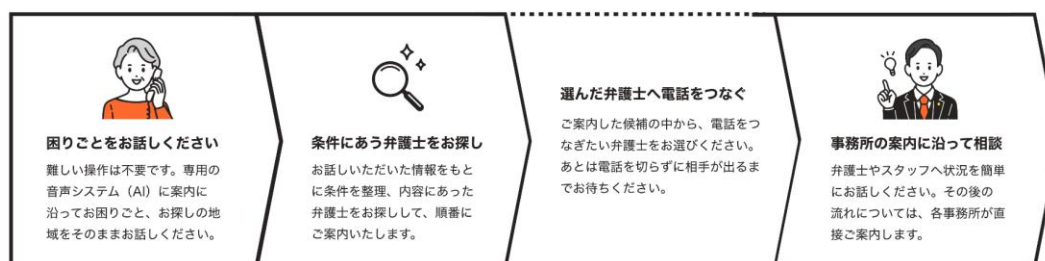 困りごとをお話しください
難しい操作は不要です。専用の
音声システム（AI）に案内に
沿ってお困りごと、お探しの地
域をそのままお話しください。
条件にあう弁護士をお探し
お話しいただいた情報をもと
に条件を整理、内容にあった
弁護士をお探しして、順番に
ご案内いたします。
選んだ弁護士へ電話をつなぐ
ご案内した候補の中から、電話をつ
なぎたい弁護士をお選びください。
あとは電話を切らずに相手が出るま
でお待ちください。
事務所の案内に沿って相談
弁護士やスタッフへ状況を簡単
にお話しください。その後の
流れについては、各事務所が直
接ご案内します。